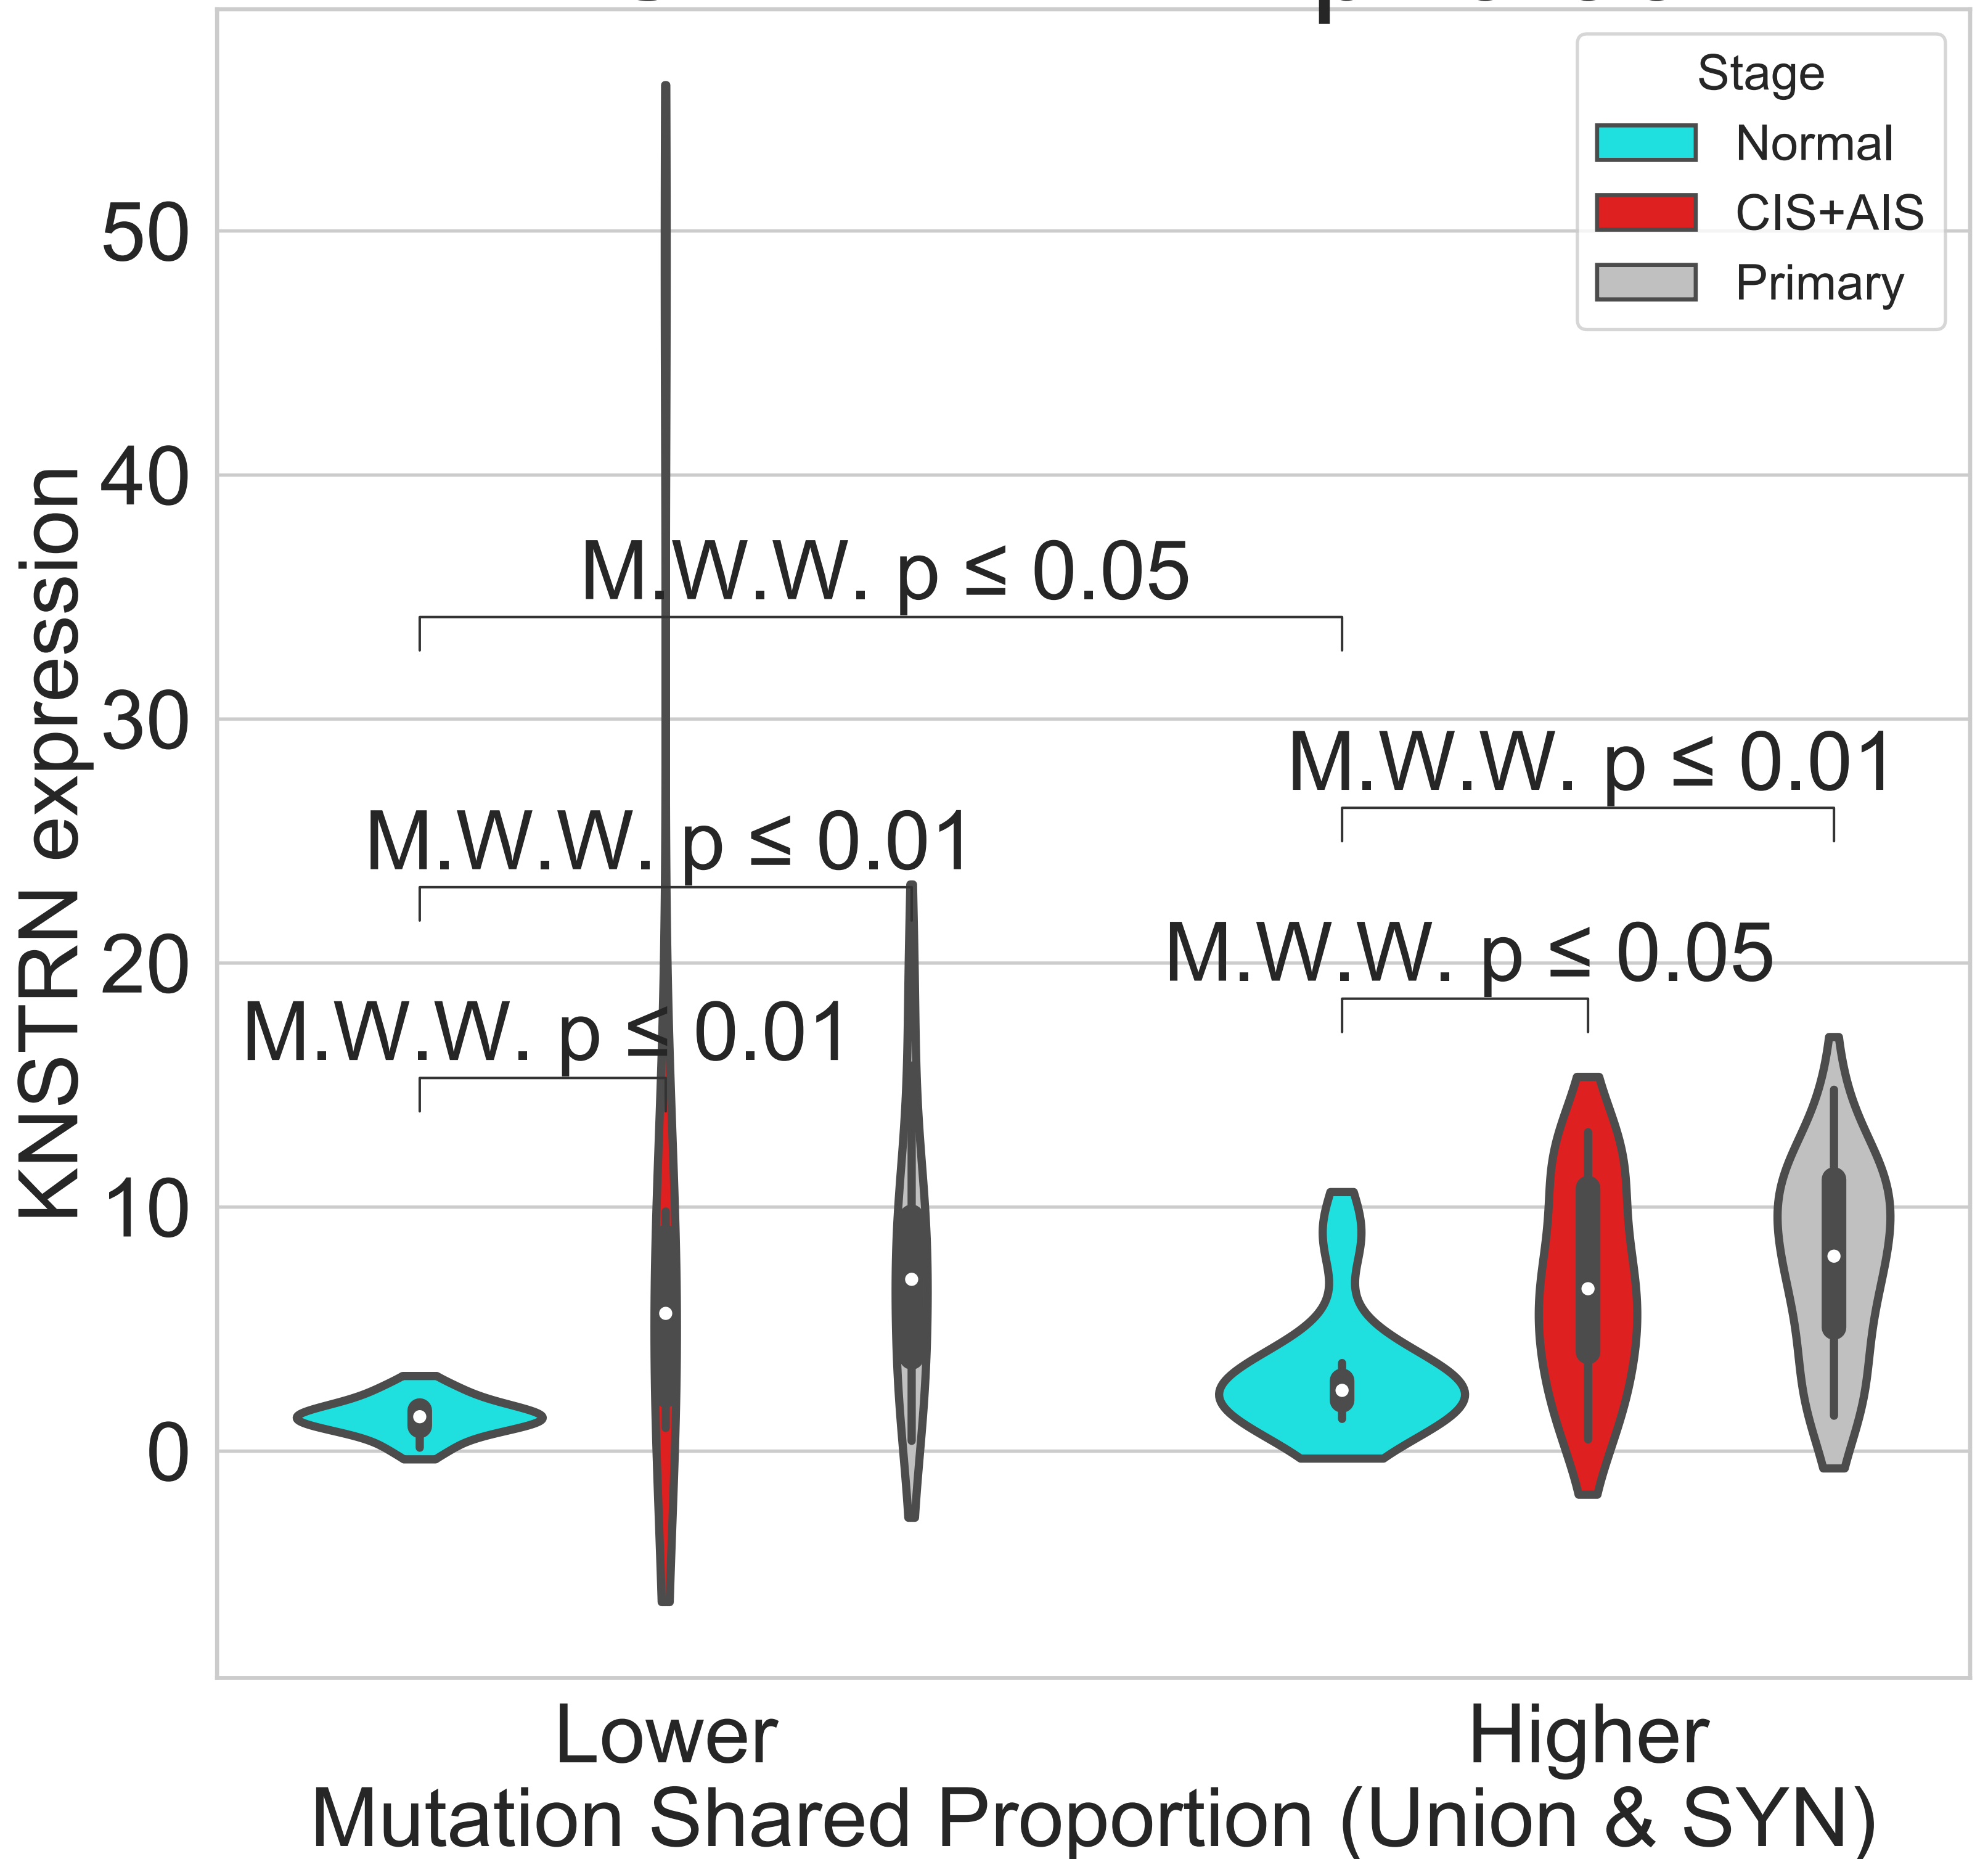 Stage
Normal
CIS+AIS
Primary
50
40
30
20
10
0
KNSTRN expression
M.W.W. p ≤ 0.05
M.W.W. p ≤ 0.01
M.W.W. p ≤ 0.01
M.W.W. p ≤ 0.05
M.W.W. p ≤ 0.01
Lower
Higher
Mutation Shared Proportion (Union & SYN)